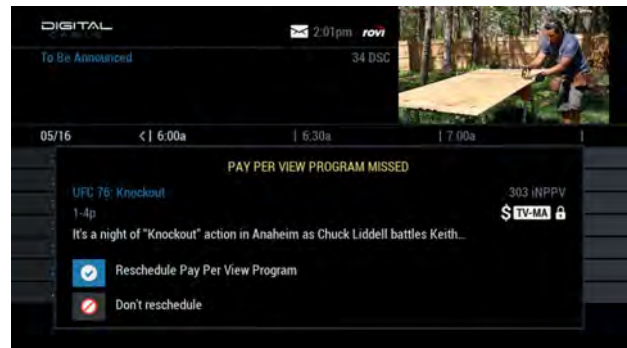 DIGITAL
CABLE
2:01pm rovi
To Be Announced
34 DSC
05/16 < | 6:00a | 6:30a | 7:00a |
PAY PER VIEW PROGRAM MISSED
UFC 76: Knockout
303 iNPPV
1-4p
$ TV-MA
It's a night of "Knockout" action in Anaheim as Chuck Liddell battles Keith...
Reschedule Pay Per View Program
Don't reschedule